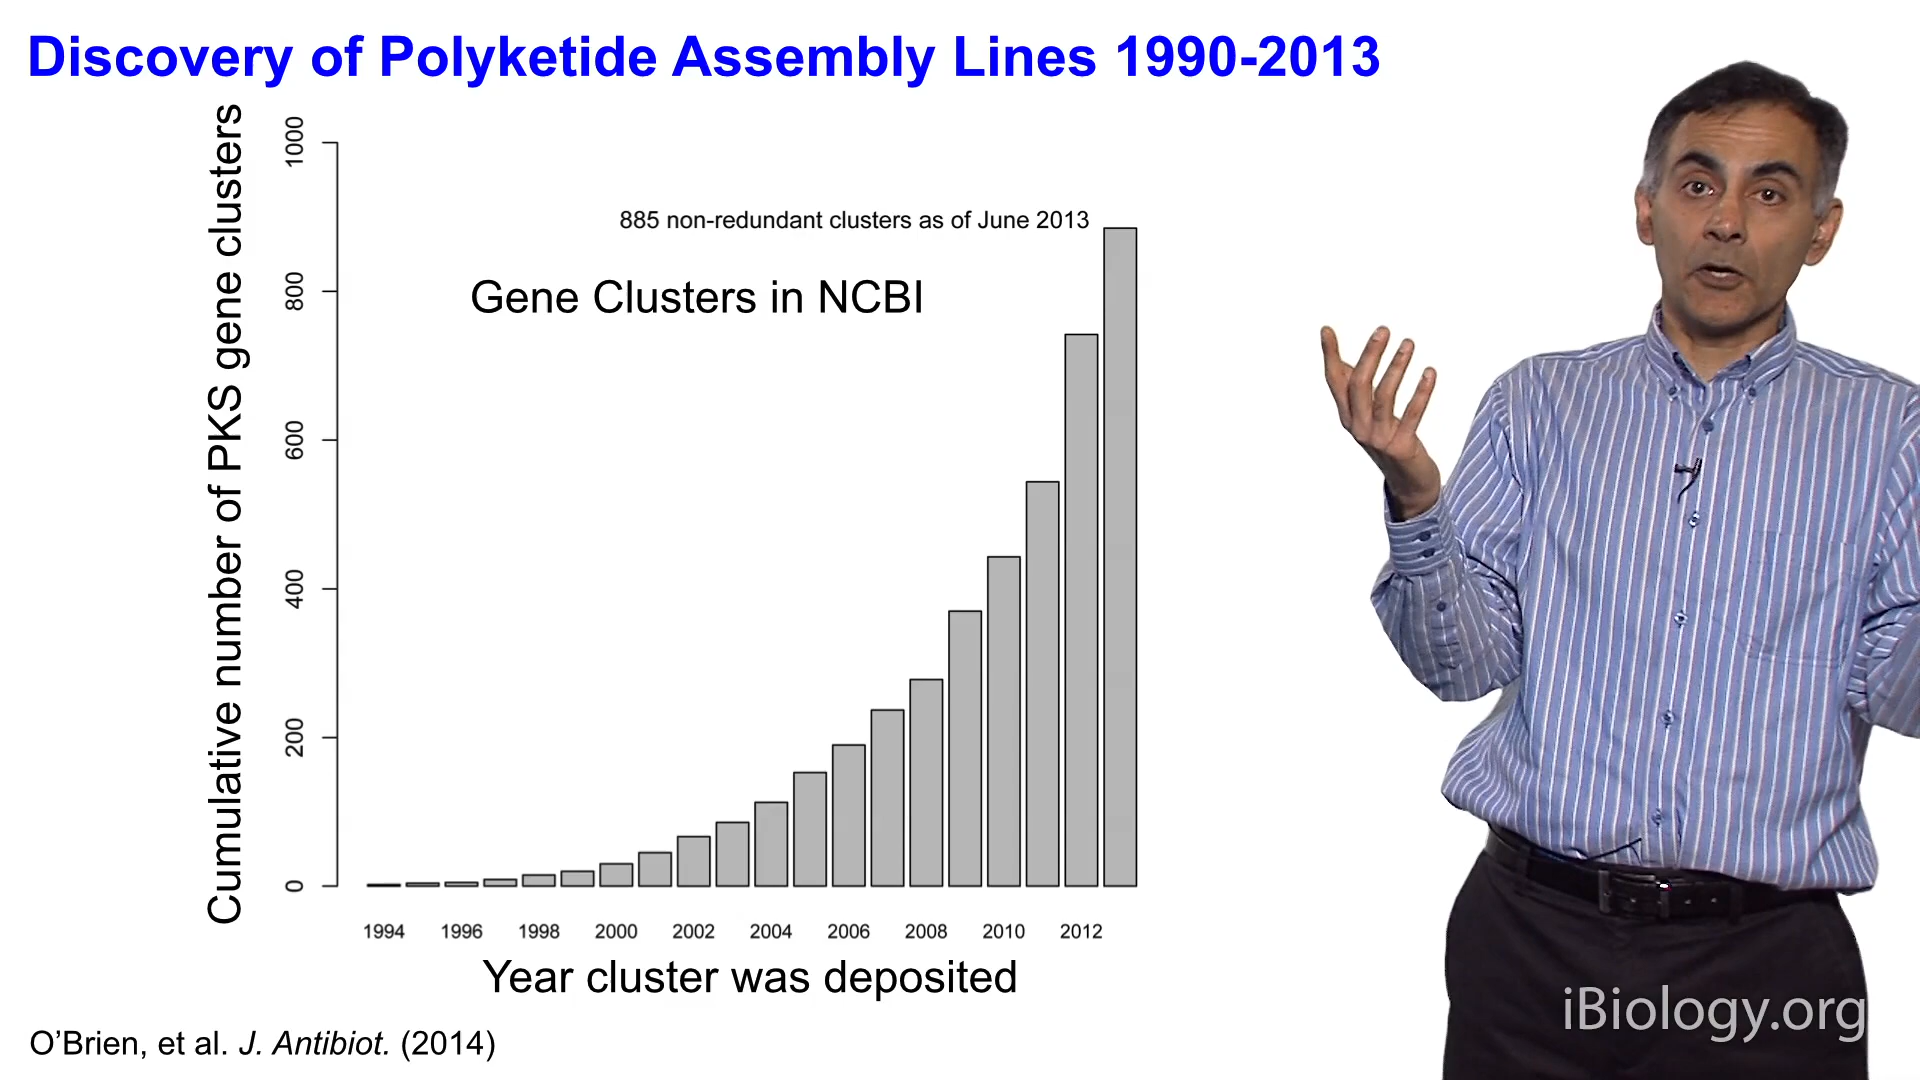 Discovery of Polyketide Assembly Lines 1990-2013
Cumulative number of PKS gene clusters
1000
800
600
400
200
0
885 non-redundant clusters as of June 2013
Gene Clusters in NCBI
1994 1996 1998 2000 2002 2004 2006 2008 2010 2012
Year cluster was deposited
O’Brien, et al. J. Antibiot. (2014)
iBiology.org